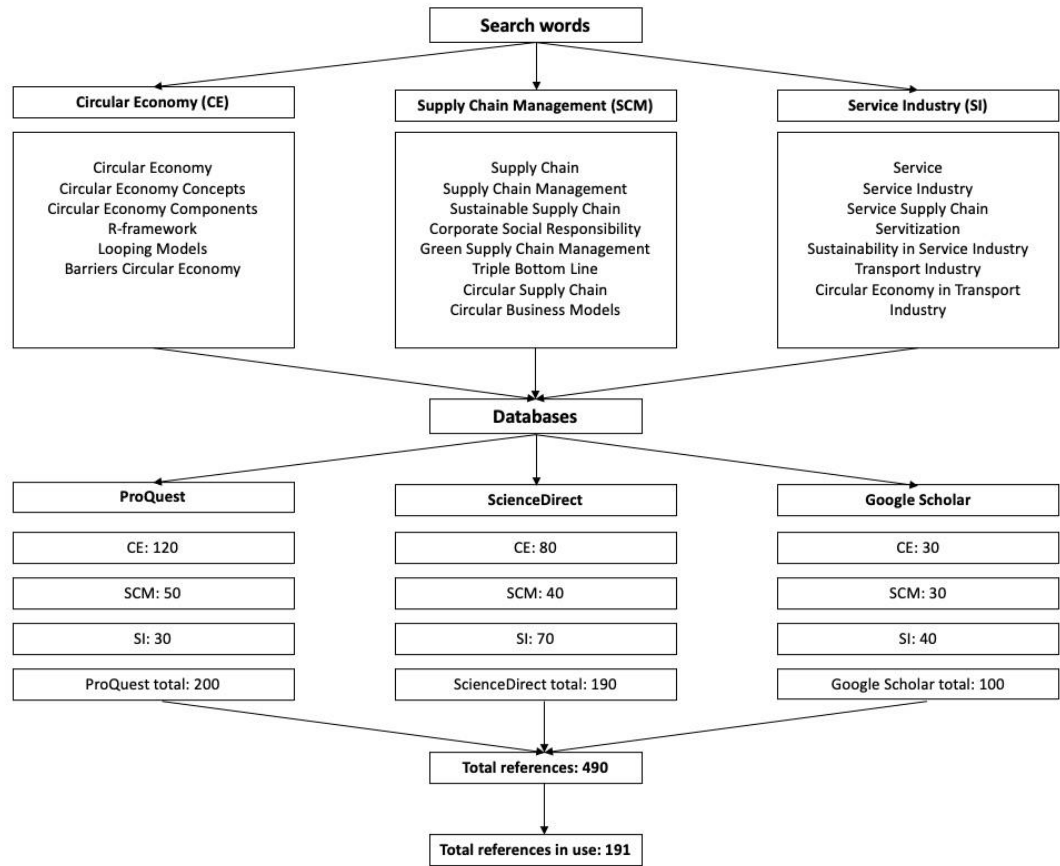 Search words
Circular Economy (CE)
Supply Chain Management (SCM)
Service Industry (SI)
Circular Economy
Circular Economy Concepts
Circular Economy Components
R-framework
Looping Models
Barriers Circular Economy
Supply Chain
Supply Chain Management
Sustainable Supply Chain
Corporate Social Responsibility
Green Supply Chain Management
Triple Bottom Line
Circular Supply Chain
Circular Business Models
Service
Service Industry
Service Supply Chain
Servitization
Sustainability in Service Industry
Transport Industry
Circular Economy in Transport
Industry
Databases
ProQuest
ScienceDirect
Google Scholar
CE: 120
CE: 80
CE: 30
SCM: 50
SCM: 40
SCM: 30
SI: 30
SI: 70
SI: 40
ProQuest total: 200
ScienceDirect total: 190
Google Scholar total: 100
Total references: 490
Total references in use: 191